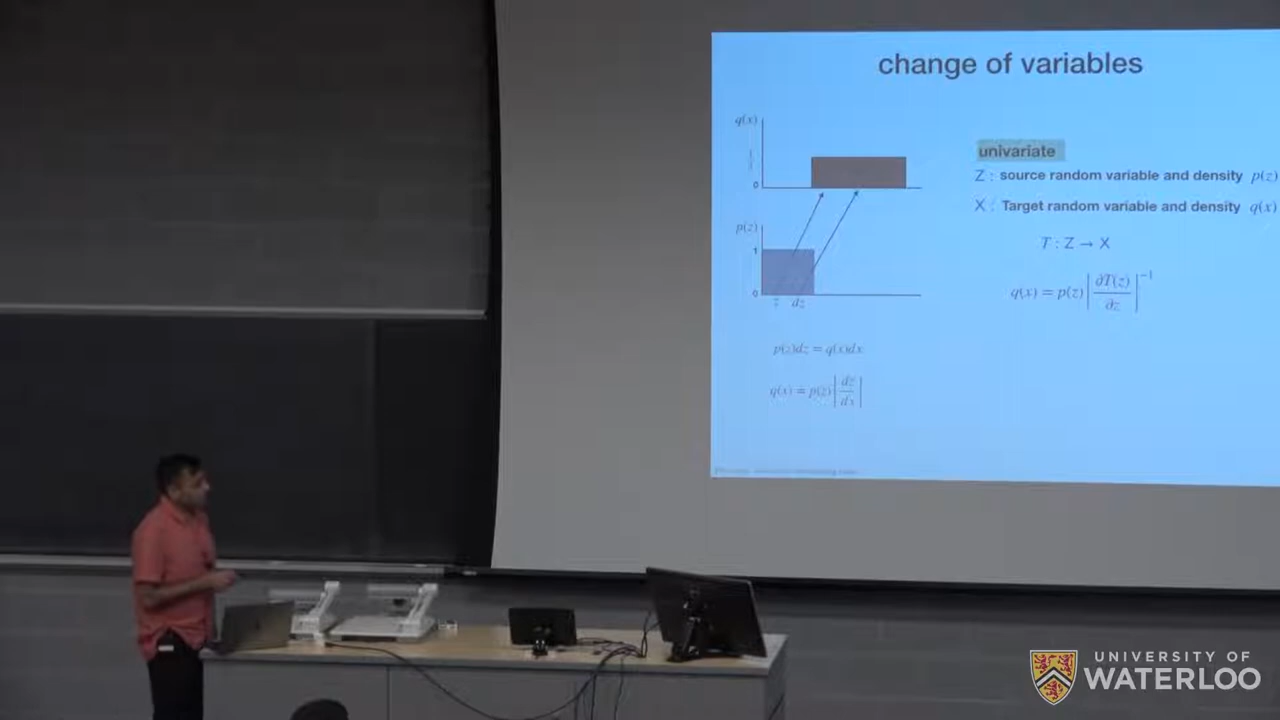 change of variables
q(x)
0
p(z)
1
0
z dz
p(z)dz = q(x)dx
q(x) = p(z) |dz/dx|
univariate
Z : source random variable and density p(z)
X : Target random variable and density q(x)
T : Z → X
q(x) = p(z) |∂T(z)/∂z|⁻¹
UNIVERSITY OF
WATERLOO